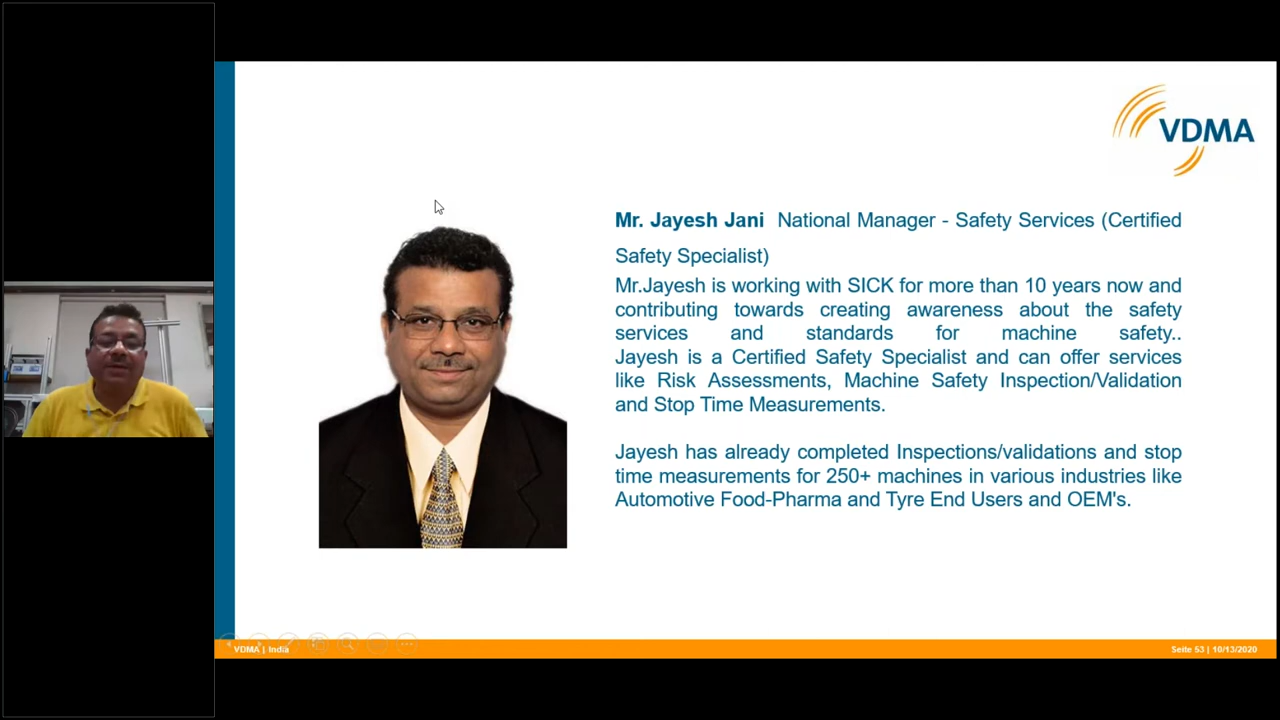 VDMA
Mr. Jayesh Jani National Manager - Safety Services (Certified
Safety Specialist)
Mr.Jayesh is working with SICK for more than 10 years now and
contributing towards creating awareness about the safety
services and standards for machine safety..
Jayesh is a Certified Safety Specialist and can offer services
like Risk Assessments, Machine Safety Inspection/Validation
and Stop Time Measurements.
Jayesh has already completed Inspections/validations and stop
time measurements for 250+ machines in various industries like
Automotive Food-Pharma and Tyre End Users and OEM's.
VDMA | India
Seite 53 | 10/13/2020